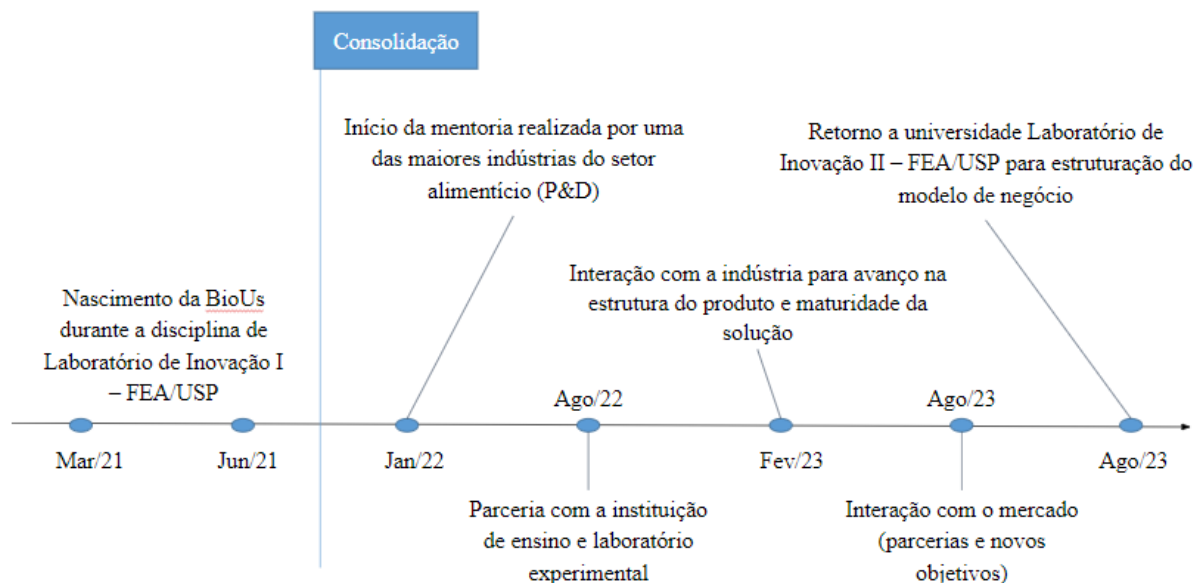 Consolidação
Início da mentoria realizada por uma
das maiores indústrias do setor
alimentício (P&D)
Retorno a universidade Laboratório de
Inovação II – FEA/USP para estruturação do
modelo de negócio
Nascimento da BioUs
durante a disciplina de
Laboratório de Inovação I
– FEA/USP
Interação com a indústria para avanço na
estrutura do produto e maturidade da
solução
Ago/22
Ago/23
Mar/21
Jun/21
Jan/22
Fev/23
Ago/23
Parceria com a instituição
de ensino e laboratório
experimental
Interação com o mercado
(parcerias e novos
objetivos)